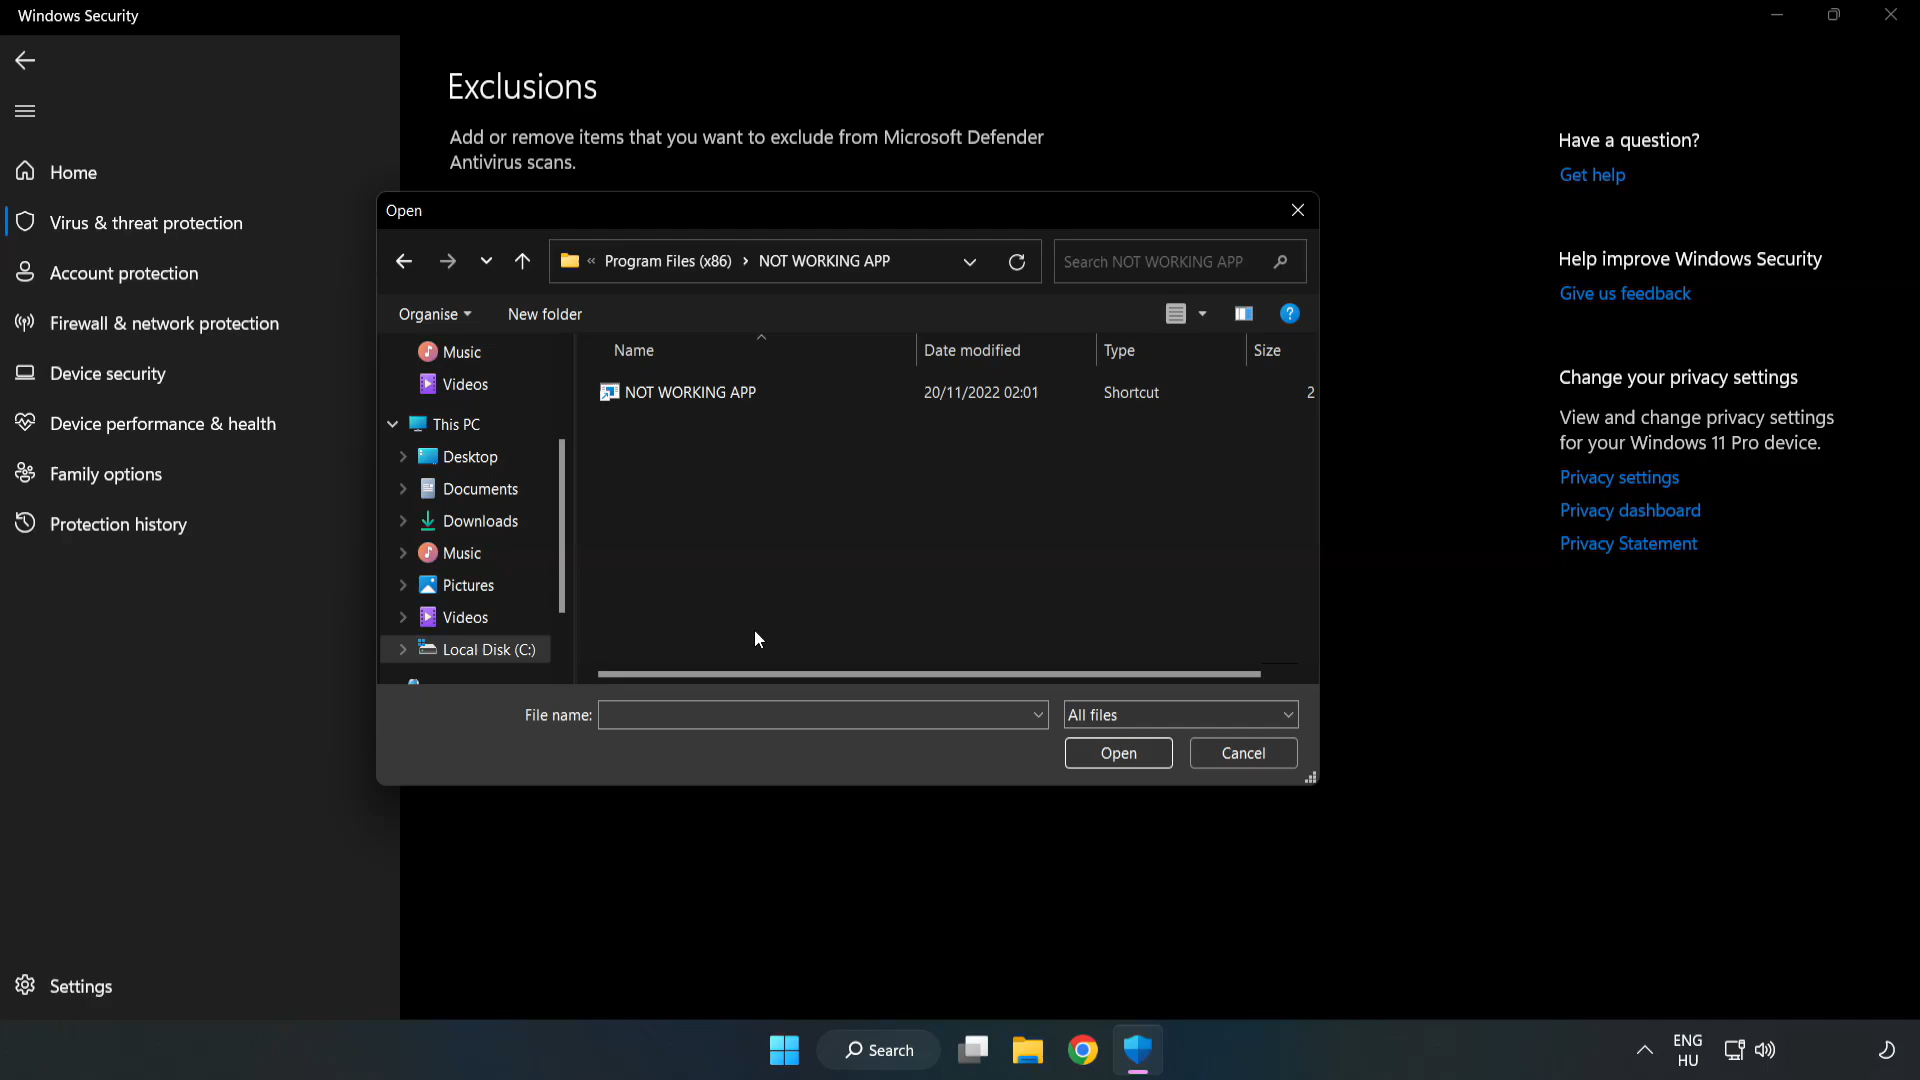 Windows Security
Exclusions
Add or remove items that you want to exclude from Microsoft Defender
Antivirus scans.
Home
Virus & threat protection
Account protection
Firewall & network protection
Device security
Device performance & health
Family options
Protection history
Settings
Open
« Program Files (x86) › NOT WORKING APP
Search NOT WORKING APP
Organise
New folder
?
Music
Videos
This PC
Desktop
Documents
Downloads
Music
Pictures
Videos
Local Disk (C:)
Name Date modified Type Size
NOT WORKING APP 20/11/2022 02:01 Shortcut 2
File name:
All files
Open
Cancel
Have a question?
Get help
Help improve Windows Security
Give us feedback
Change your privacy settings
View and change privacy settings
for your Windows 11 Pro device.
Privacy settings
Privacy dashboard
Privacy Statement
Search
ENG
HU